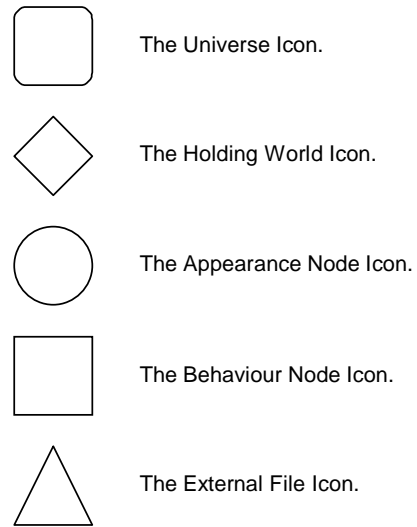 The Universe Icon.
The Holding World Icon.
The Appearance Node Icon.
The Behaviour Node Icon.
The External File Icon.